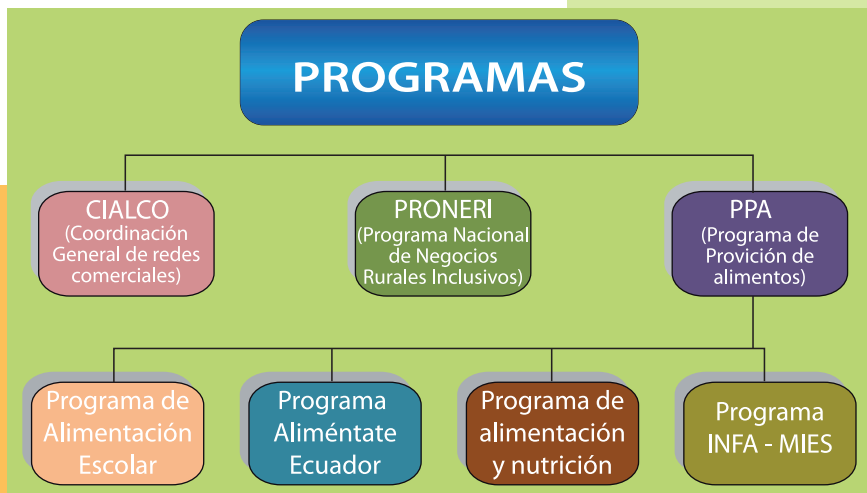 PROGRAMAS
CIALCO
(Coordinación
General de redes
comerciales)
PRONERI
(Programa Nacional
de Negocios
Rurales Inclusivos)
PPA
(Programa de
Provición de
alimentos)
Programa de
Alimentación
Escolar
Programa
Aliméntate
Ecuador
Programa de
alimentación
y nutrición
Programa
INFA - MIES